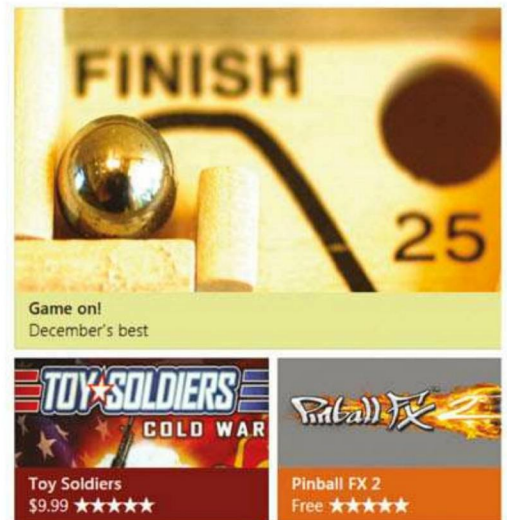 FINISH
25
Game on!
December's best
TOY SOLDIERS
COLD WAR
Pinball FX 2
Toy Soldiers
$9.99 ★★★★★
Pinball FX 2
Free ★★★★★